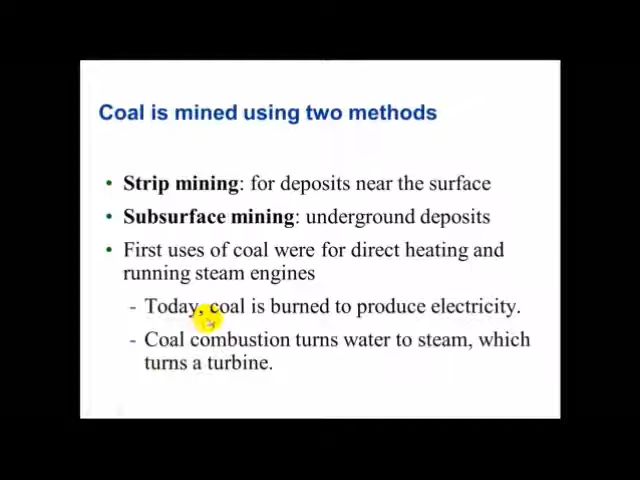 Coal is mined using two methods
• Strip mining: for deposits near the surface
• Subsurface mining: underground deposits
• First uses of coal were for direct heating and
running steam engines
- Today, coal is burned to produce electricity.
- Coal combustion turns water to steam, which
turns a turbine.